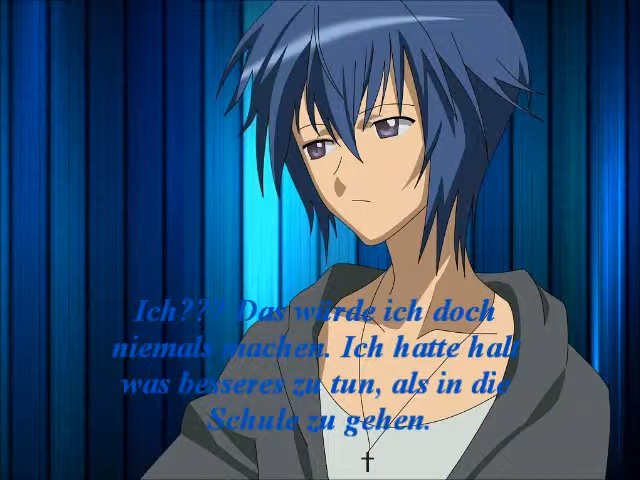 Ich??? Das würde ich doch
niemals machen. Ich hatte halt
was besseres zu tun, als in die
Schule zu gehen.